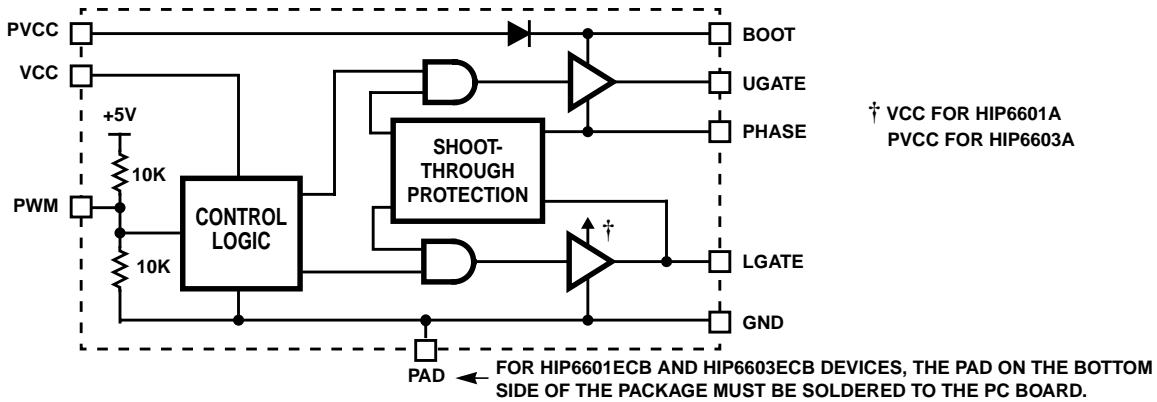 PVCC
BOOT
VCC
UGATE
+5V
† VCC FOR HIP6601A
PVCC FOR HIP6603A
PHASE
SHOOT-
THROUGH
PROTECTION
10K
PWM
CONTROL
LOGIC
†
10K
LGATE
GND
PAD
FOR HIP6601ECB AND HIP6603ECB DEVICES, THE PAD ON THE BOTTOM
SIDE OF THE PACKAGE MUST BE SOLDERED TO THE PC BOARD.